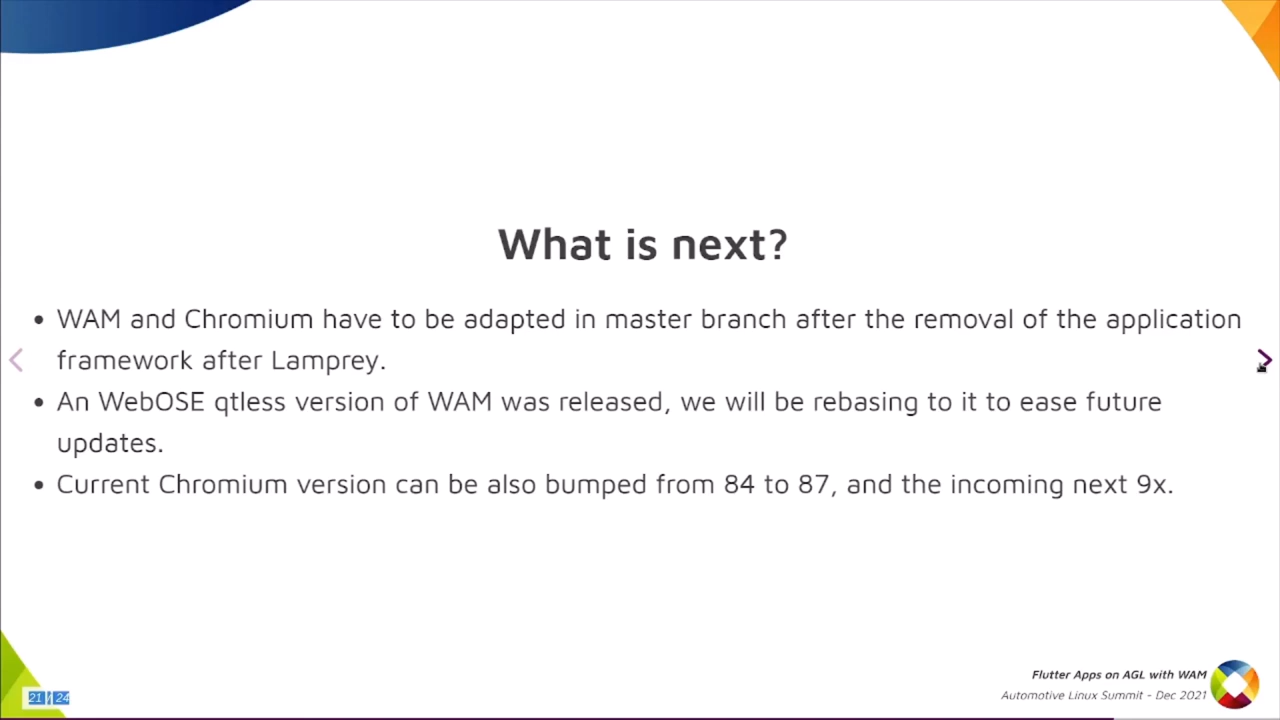 What is next?
• WAM and Chromium have to be adapted in master branch after the removal of the application
framework after Lamprey.
• An WebOSE qtless version of WAM was released, we will be rebasing to it to ease future
updates.
• Current Chromium version can be also bumped from 84 to 87, and the incoming next 9x.
Flutter Apps on AGL with WAM
Automotive Linux Summit - Dec 2021
21 / 24